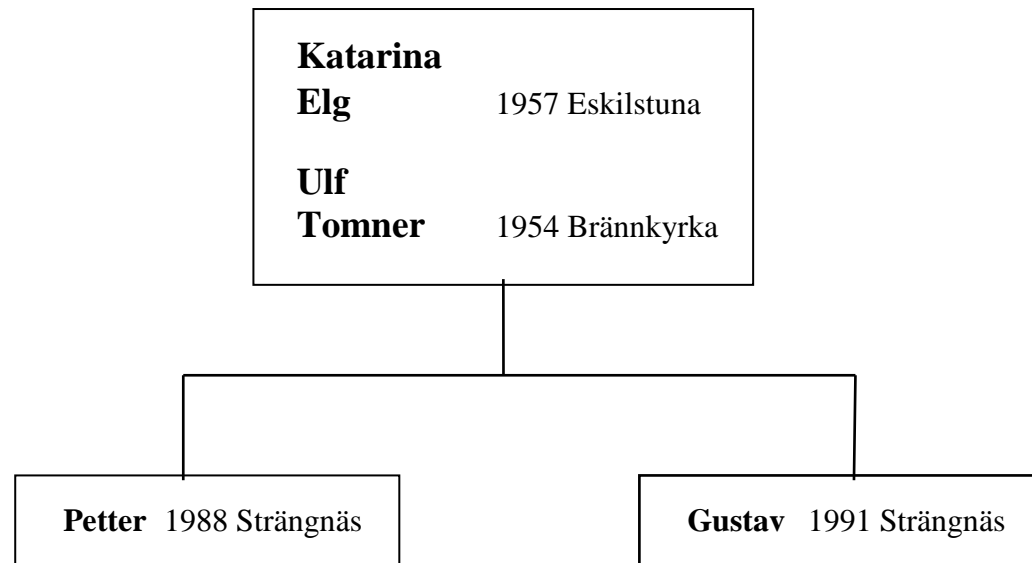 Katarina
Elg 1957 Eskilstuna
Ulf
Tomner 1954 Brännkyrka
Petter 1988 Strängnäs
Gustav 1991 Strängnäs